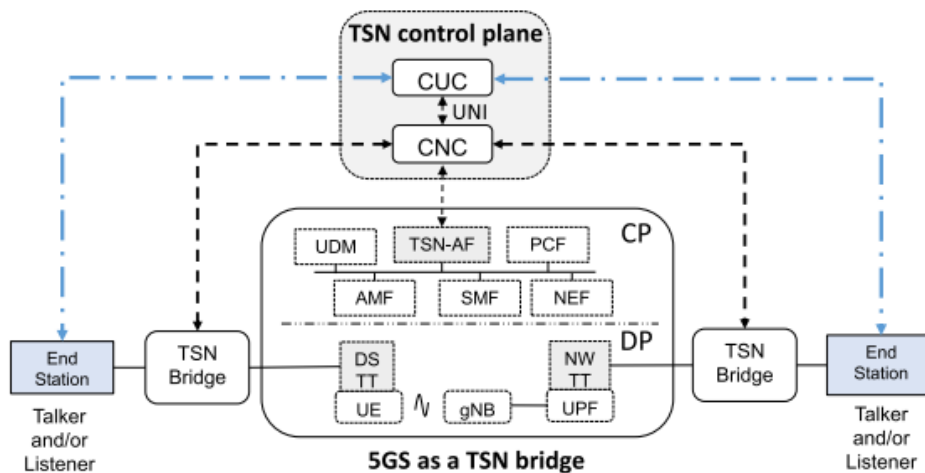 TSN control plane
CUC
UNI
CNC
CP
UDM
TSN-AF
PCF
AMF
SMF
NEF
DP
End
Station
TSN
Bridge
DS
TT
UE
gNB
NW
TT
UPF
TSN
Bridge
End
Station
Talker
and/or
Listener
5GS as a TSN bridge
Talker
and/or
Listener